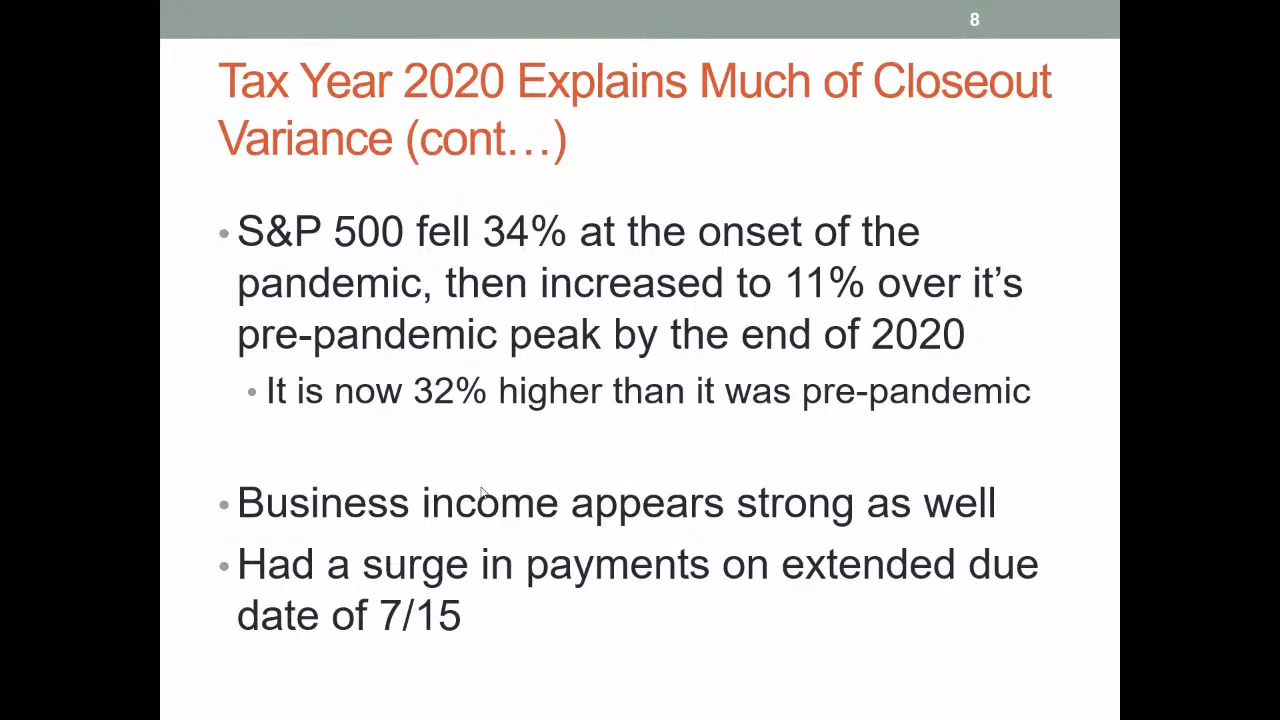 8
Tax Year 2020 Explains Much of Closeout
Variance (cont…)
• S&P 500 fell 34% at the onset of the
pandemic, then increased to 11% over it’s
pre-pandemic peak by the end of 2020
• It is now 32% higher than it was pre-pandemic
• Business income appears strong as well
• Had a surge in payments on extended due
date of 7/15